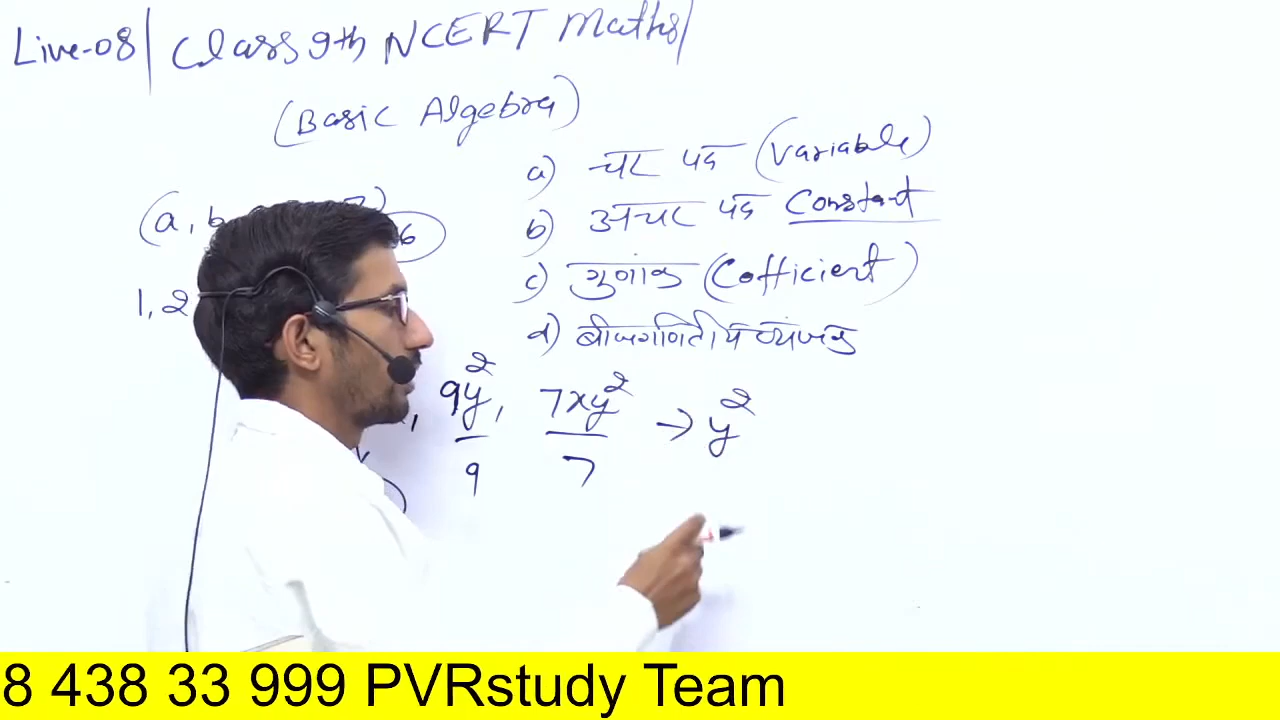 Live-08 | Class 9th NCERT Maths |
(Basic Algebra)
a) चर पद (Variable)
b) अचर पद Constant
c) गुणांक (Cofficient)
d) बीजगणितीय व्यंजक
(a, b
6
1, 2
, 9y², 7xy² → y²
9 7
8 438 33 999 PVRstudy Team